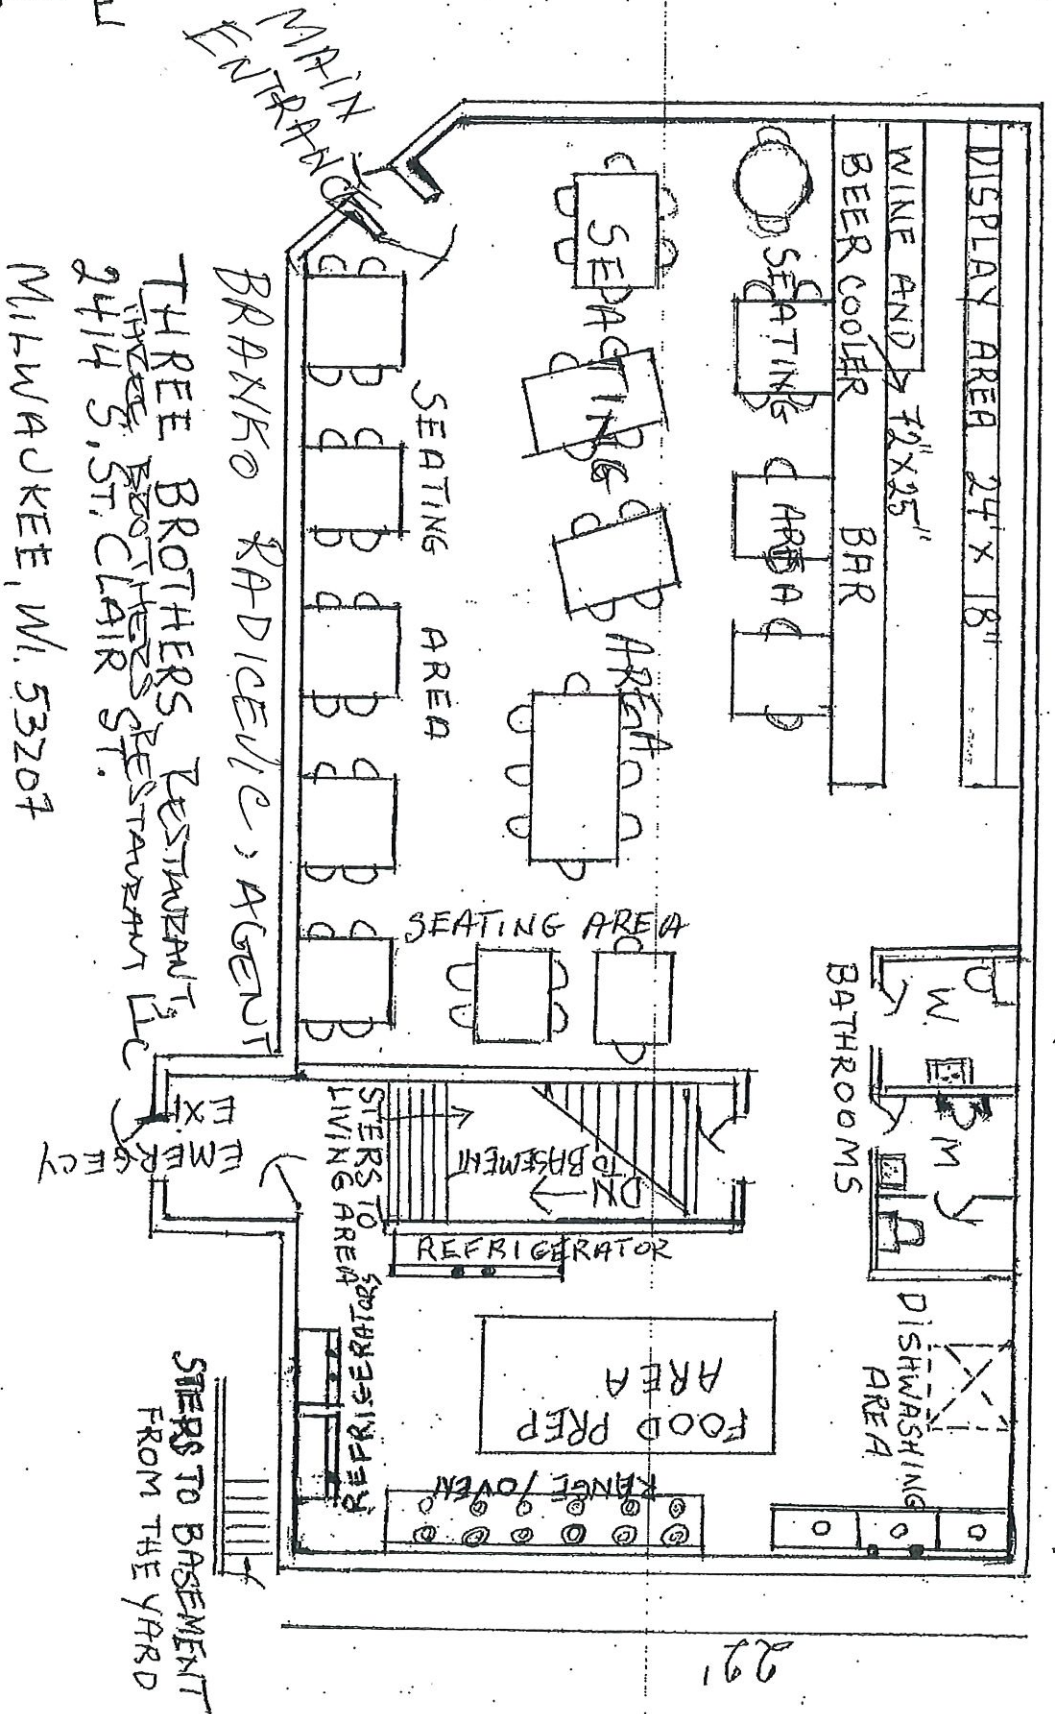 MAIN
ENTRANCE
DISPLAY AREA 24' x 18"
WINE AND
BEER COOLER
72"x25"
BAR
SEATING
AREA
SEATING
AREA
SEATING
AREA
SEATING AREA
BATHROOMS
W.
M
DN
TO
BASEMENT
STERS TO
LIVING AREA
EMERGECY
EXI.
REFRIGERATOR
REFRIGERATORS
FOOD PREP
AREA
RANGE / OVEN
DISHWASHING
AREA
STERS TO BASEMENT
FROM THE YARD
22'
BRANKO RADICEVIC, AGENT
THREE BROTHERS RESTAURANT,
THREE BROTHERS RESTAURANT LLC
2414 S. ST. CLAIR ST.
MILWAUKEE, WI. 53207